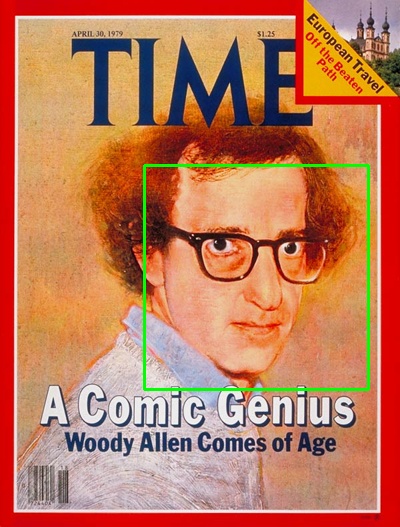 APRIL 30, 1979
$1.25
TIME
European Travel
Off the Beaten
Path
A Comic Genius
Woody Allen Comes of Age